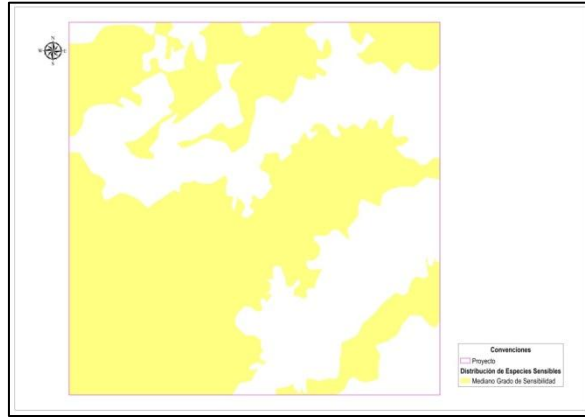 N
W E
S
Convenciones
Proyecto
Distribución de Especies Sensibles
Mediano Grado de Sensibilidad